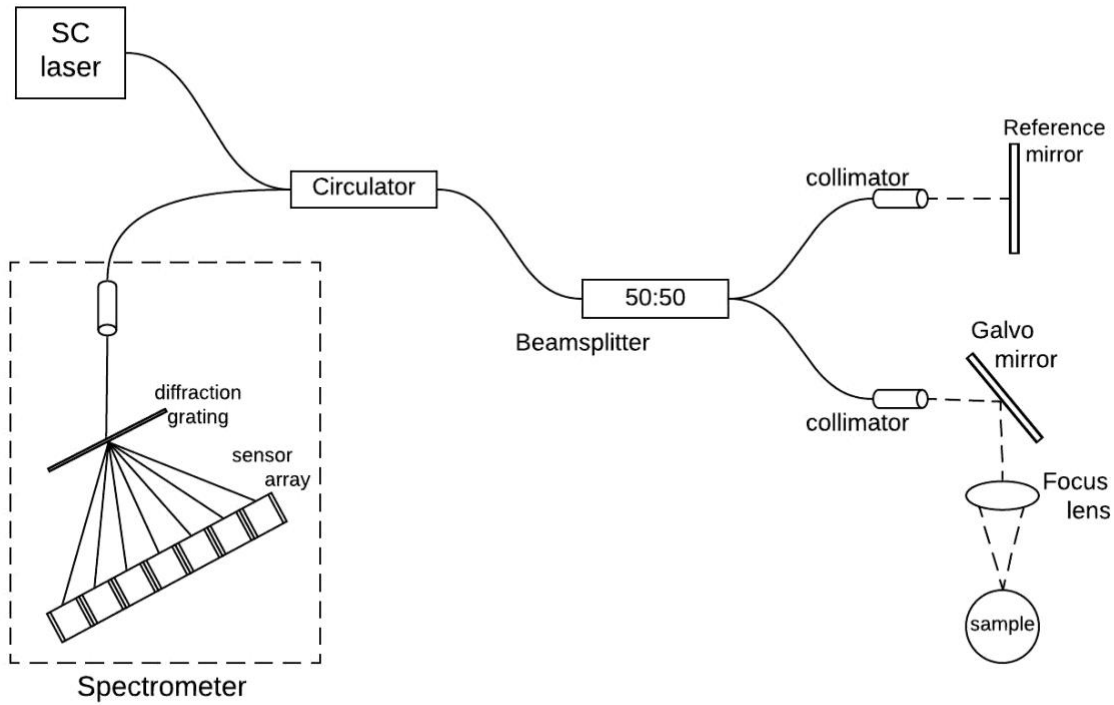 SC
laser
Circulator
Reference
mirror
collimator
50:50
Beamsplitter
Galvo
mirror
collimator
diffraction
grating
sensor
array
Focus
lens
sample
Spectrometer